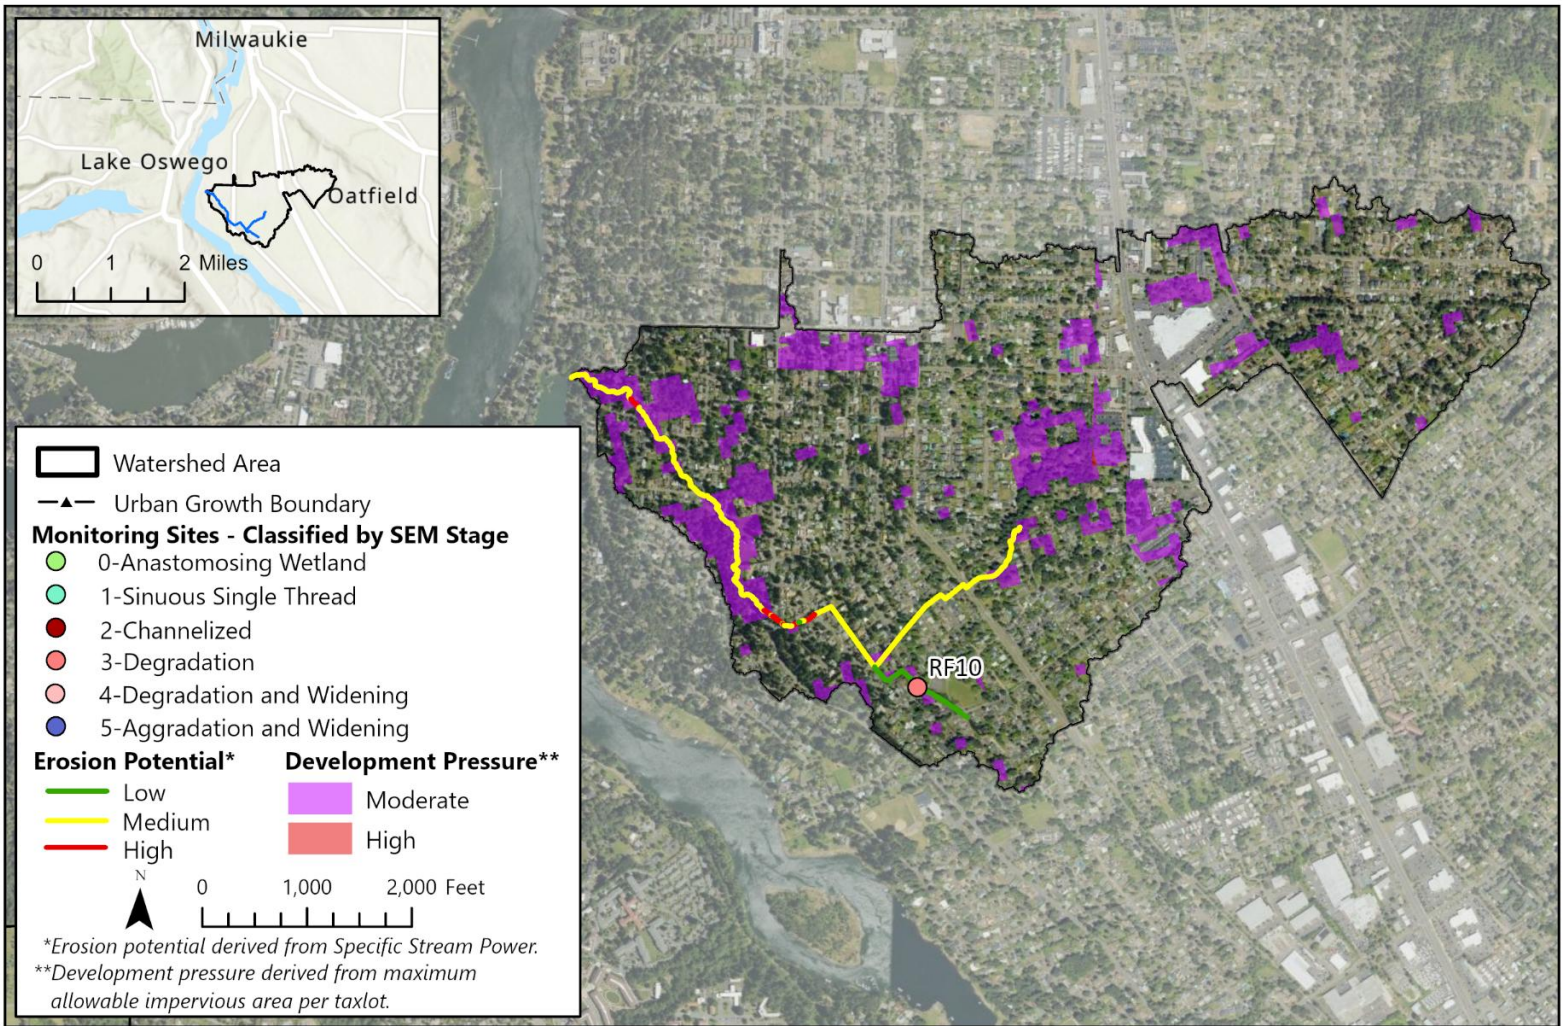 Milwaukie
Lake Oswego
Oatfield
0 1 2 Miles
RF10
Watershed Area
Urban Growth Boundary
Monitoring Sites - Classified by SEM Stage
0-Anastomosing Wetland
1-Sinuous Single Thread
2-Channelized
3-Degradation
4-Degradation and Widening
5-Aggradation and Widening
Erosion Potential* Development Pressure**
Low
Medium
High
Moderate
High
N
0 1,000 2,000 Feet
*Erosion potential derived from Specific Stream Power.
**Development pressure derived from maximum
allowable impervious area per taxlot.